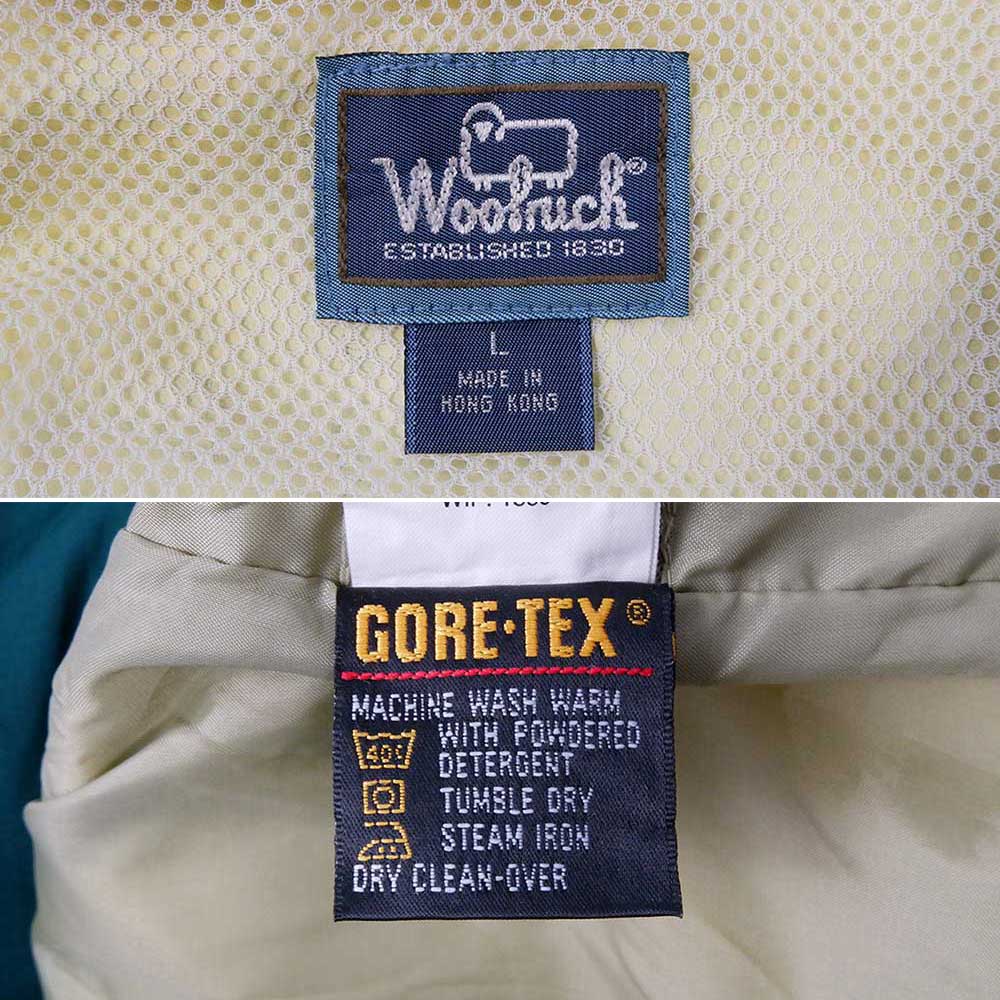 Woolrich®
ESTABLISHED 1830
L
MADE IN
HONG KONG
GORE-TEX®
MACHINE WASH WARM
40C
WITH POWDERED
DETERGENT
TUMBLE DRY
STEAM IRON
DRY CLEAN-OVER